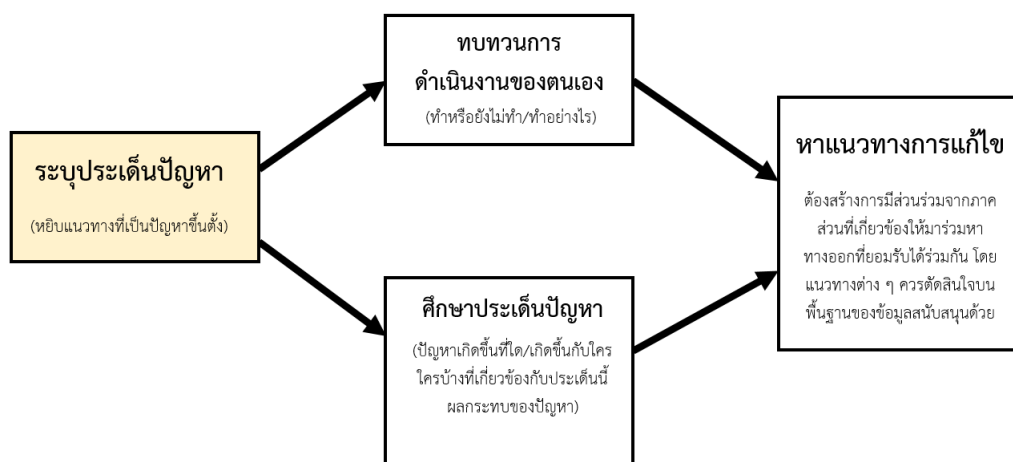 ระบุประเด็นปัญหา
(หยิบแนวทางที่เป็นปัญหาขึ้นตั้ง)
ทบทวนการ
ดำเนินงานของตนเอง
(ทำหรือยังไม่ทำ/ทำอย่างไร)
ศึกษาประเด็นปัญหา
(ปัญหาเกิดขึ้นที่ใด/เกิดขึ้นกับใคร
ใครบ้างที่เกี่ยวข้องกับประเด็นนี้
ผลกระทบของปัญหา)
หาแนวทางการแก้ไข
ต้องสร้างการมีส่วนร่วมจากภาค
ส่วนที่เกี่ยวข้องให้มาร่วมหา
ทางออกที่ยอมรับได้ร่วมกัน โดย
แนวทางต่าง ๆ ควรตัดสินใจบน
พื้นฐานของข้อมูลสนับสนุนด้วย